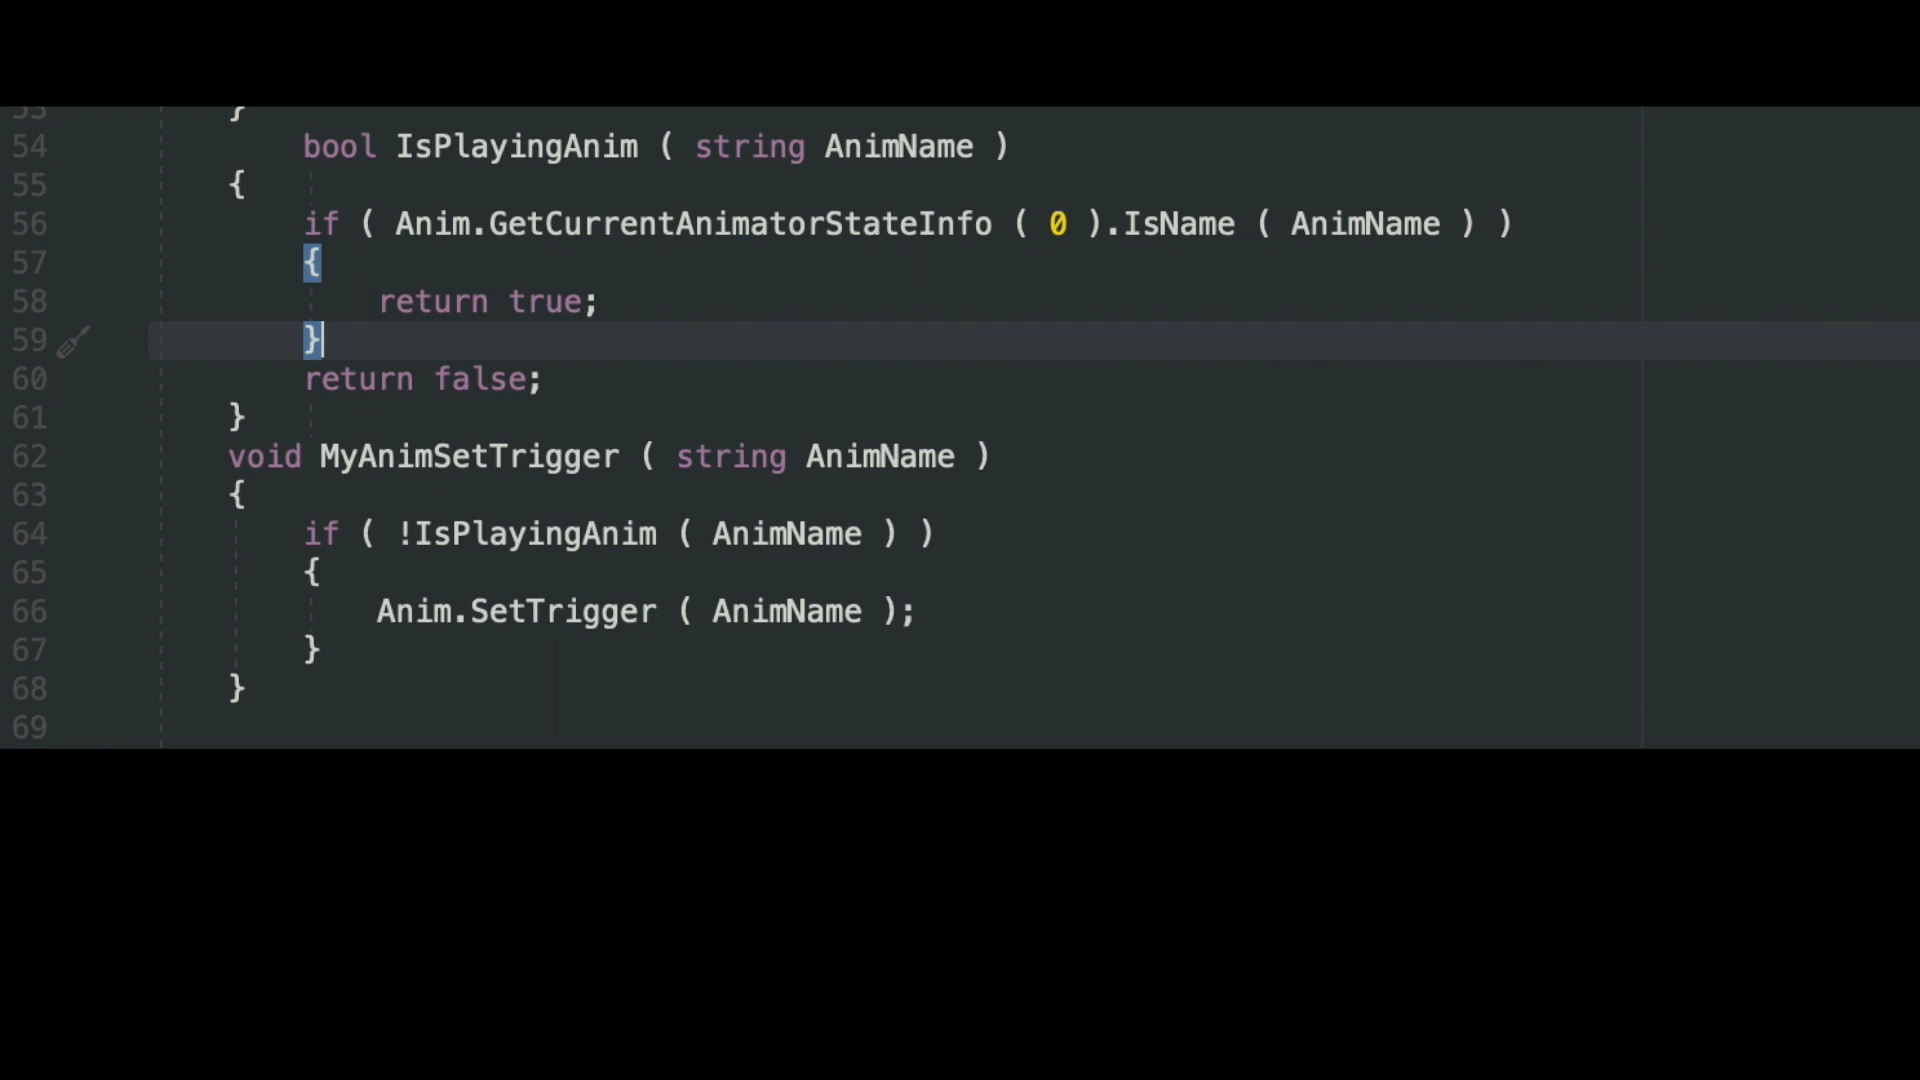 53 }
54 bool IsPlayingAnim ( string AnimName )
55 {
56 if ( Anim.GetCurrentAnimatorStateInfo ( 0 ).IsName ( AnimName ) )
57 {
58 return true;
59 }
60 return false;
61 }
62 void MyAnimSetTrigger ( string AnimName )
63 {
64 if ( !IsPlayingAnim ( AnimName ) )
65 {
66 Anim.SetTrigger ( AnimName );
67 }
68 }
69